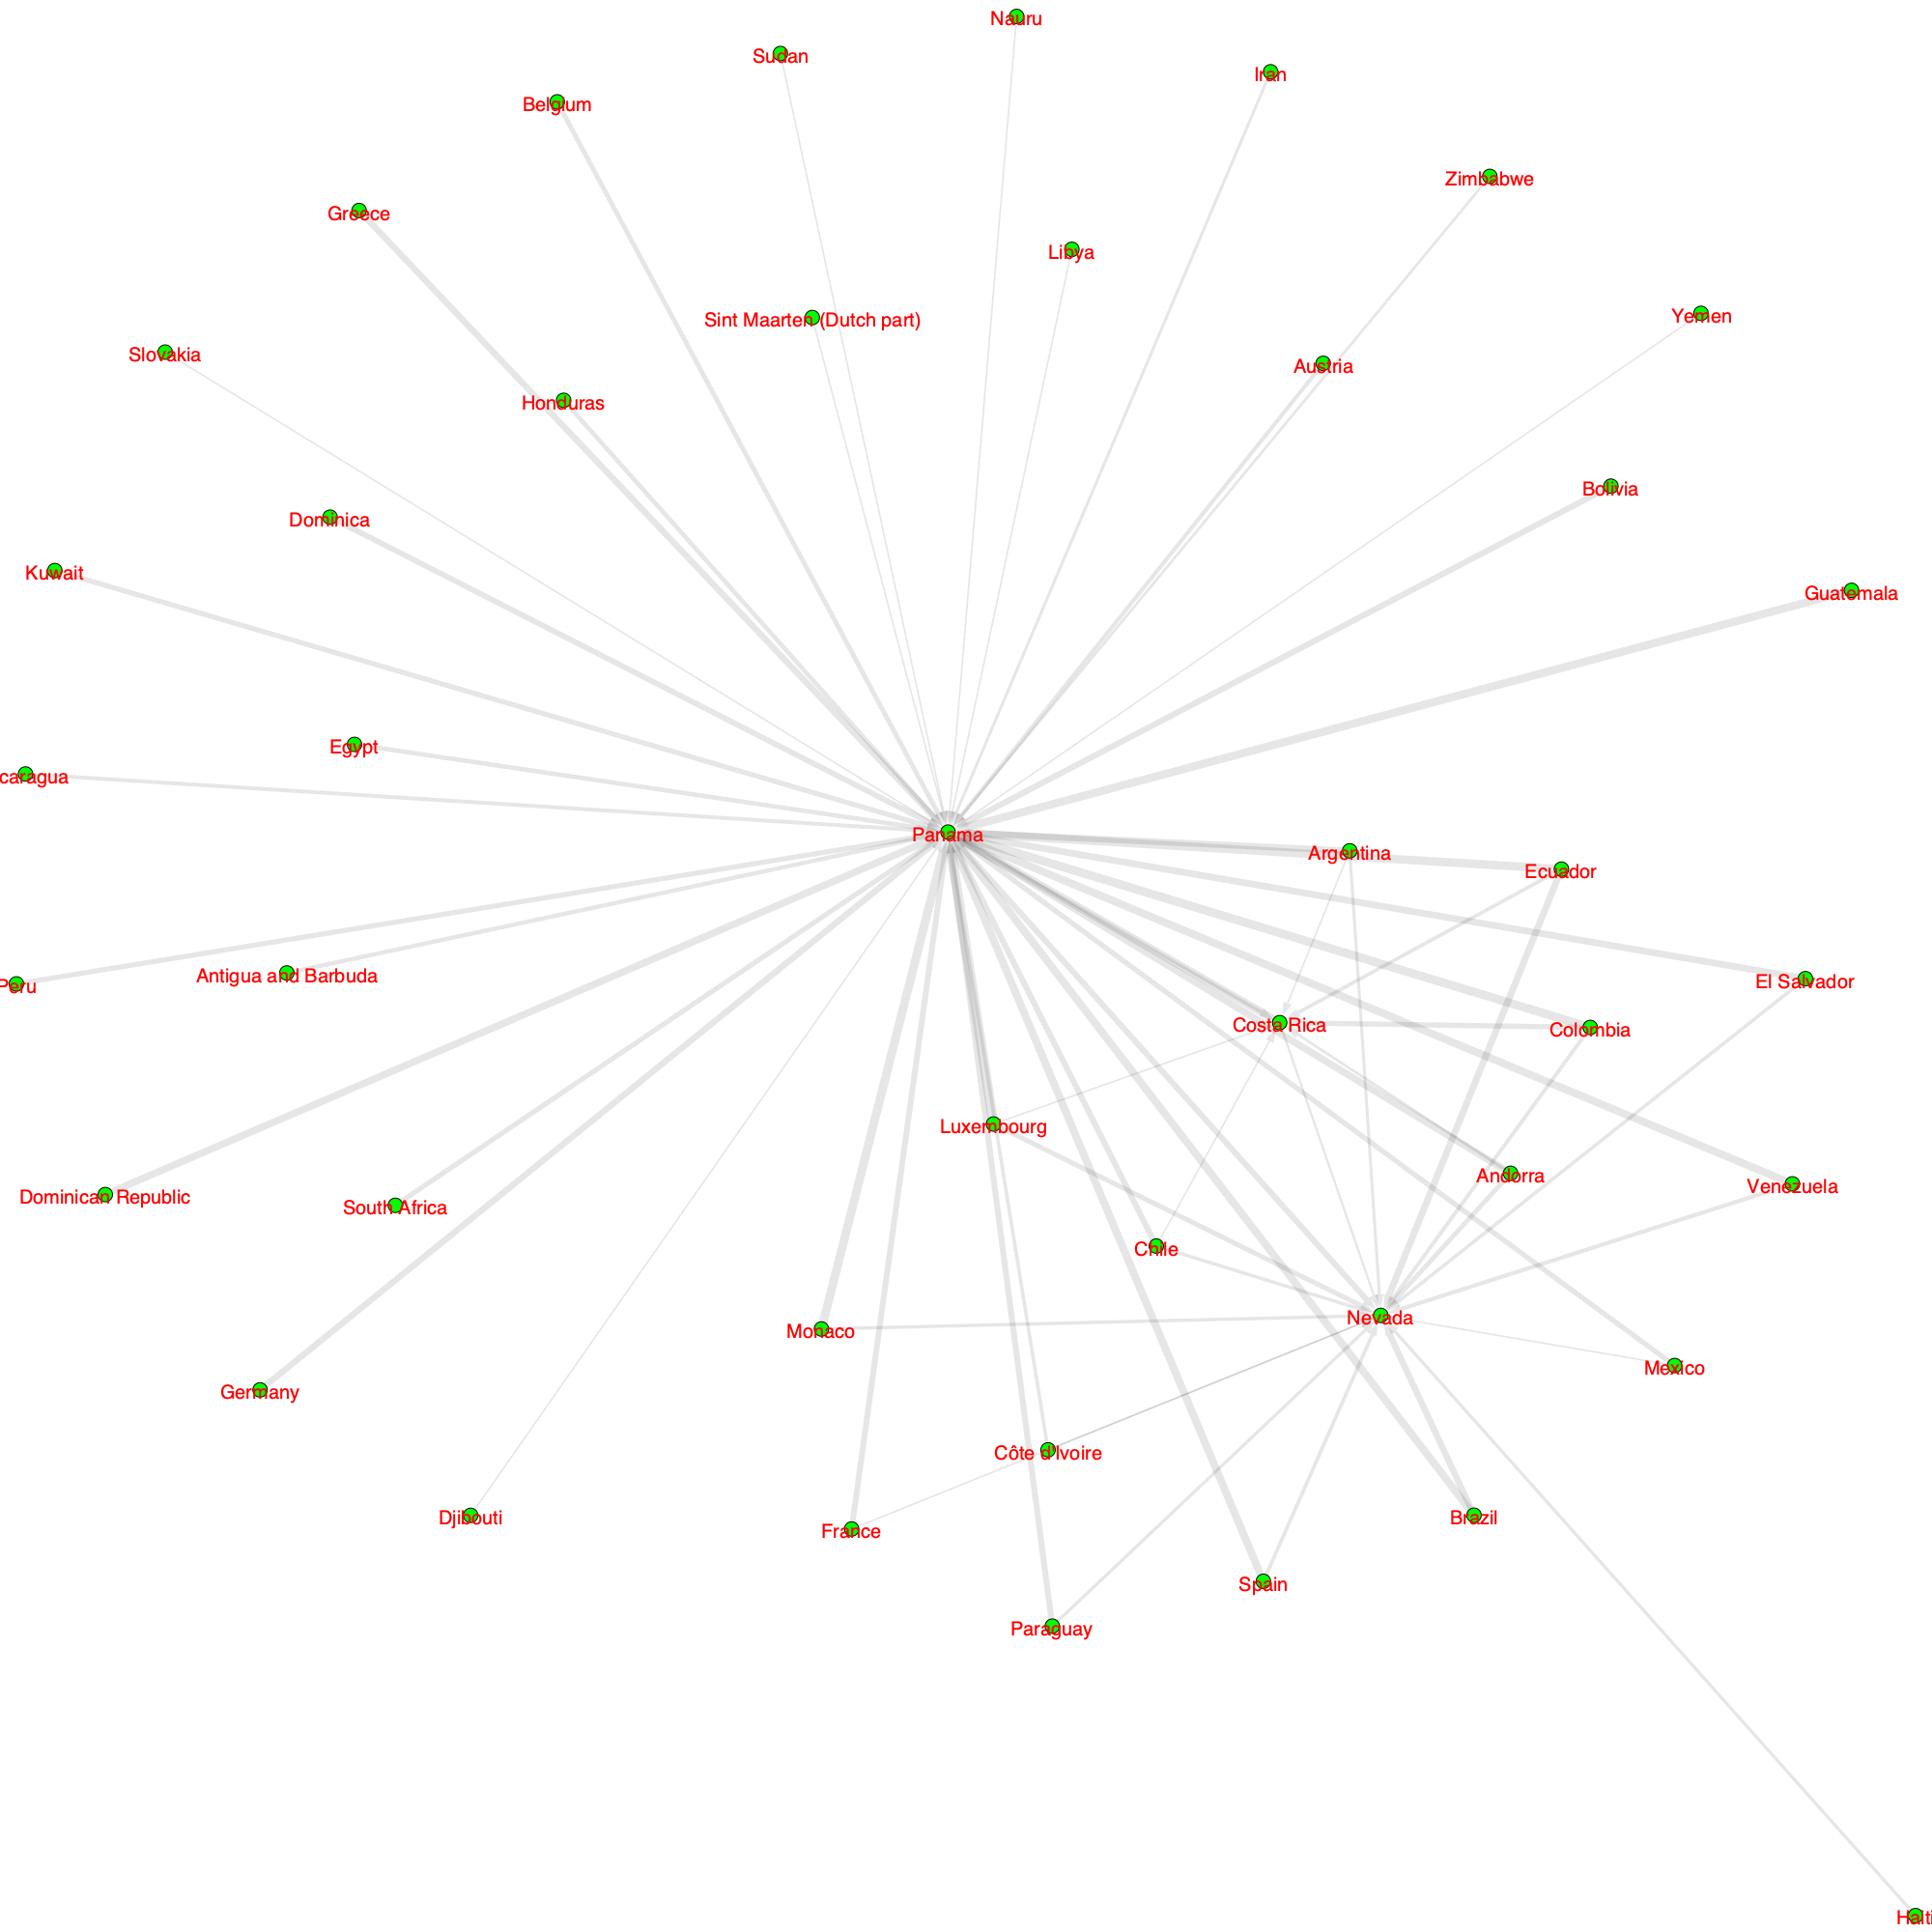 Nauru
Sudan
Iran
Belgium
Zimbabwe
Greece
Libya
Sint Maarten (Dutch part)
Yemen
Slovakia
Austria
Honduras
Bolivia
Dominica
Kuwait
Guatemala
Egypt
caragua
Panama
Argentina
Ecuador
Antigua and Barbuda
El Salvador
Peru
Costa Rica
Colombia
Luxembourg
Andorra
Venezuela
Dominican Republic
South Africa
Chile
Nevada
Monaco
Mexico
Germany
Côte d'Ivoire
Djibouti
France
Brazil
Spain
Paraguay
Haiti